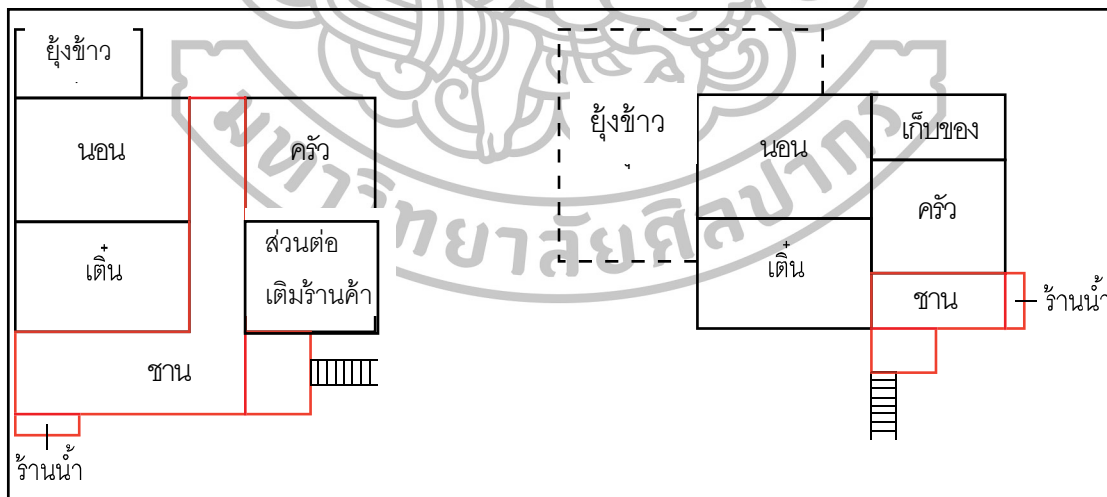 ยุ้งข้าว
นอน
ครัว
เติ๋น
ส่วนต่อ
เติมร้านค้า
ชาน
ร้านน้ำ
ยุ้งข้าว
นอน
เก็บของ
ครัว
เติ๋น
ชาน
ร้านน้ำ
มหาวิทยาลัยศิลปากร